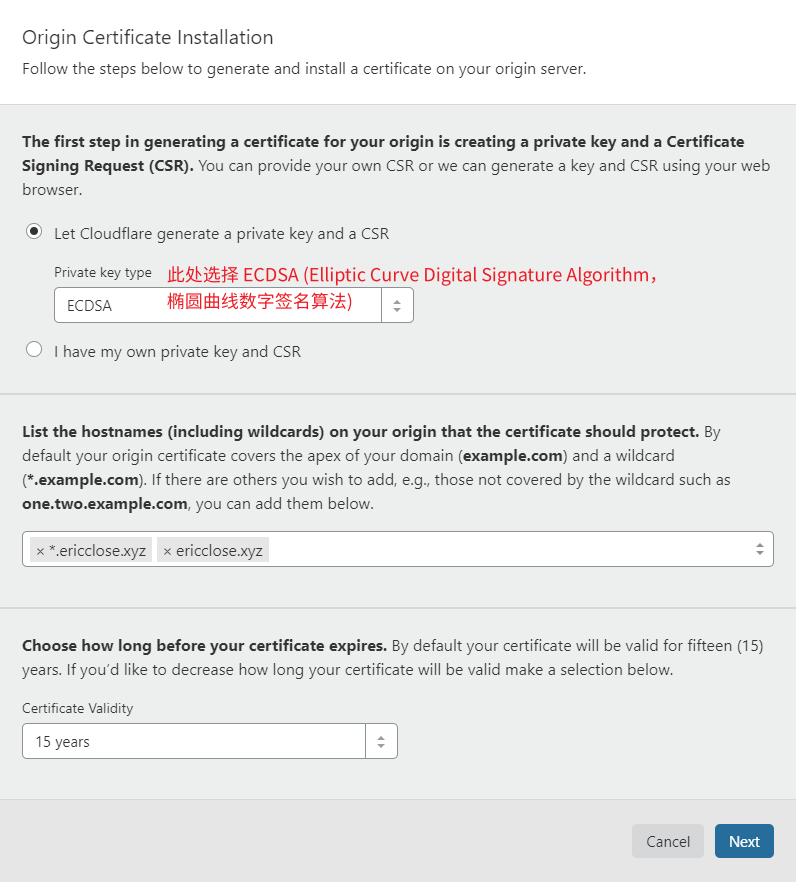 Origin Certificate Installation
Follow the steps below to generate and install a certificate on your origin server.
The first step in generating a certificate for your origin is creating a private key and a Certificate
Signing Request (CSR). You can provide your own CSR or we can generate a key and CSR using your web
browser.
Let Cloudflare generate a private key and a CSR
Private key type
此处选择 ECDSA (Elliptic Curve Digital Signature Algorithm,
椭圆曲线数字签名算法)
ECDSA
I have my own private key and CSR
List the hostnames (including wildcards) on your origin that the certificate should protect. By
default your origin certificate covers the apex of your domain (example.com) and a wildcard
(*.example.com). If there are others you wish to add, e.g., those not covered by the wildcard such as
one.two.example.com, you can add them below.
× *.ericclose.xyz × ericclose.xyz
Choose how long before your certificate expires. By default your certificate will be valid for fifteen (15)
years. If you'd like to decrease how long your certificate will be valid make a selection below.
Certificate Validity
15 years
Cancel Next